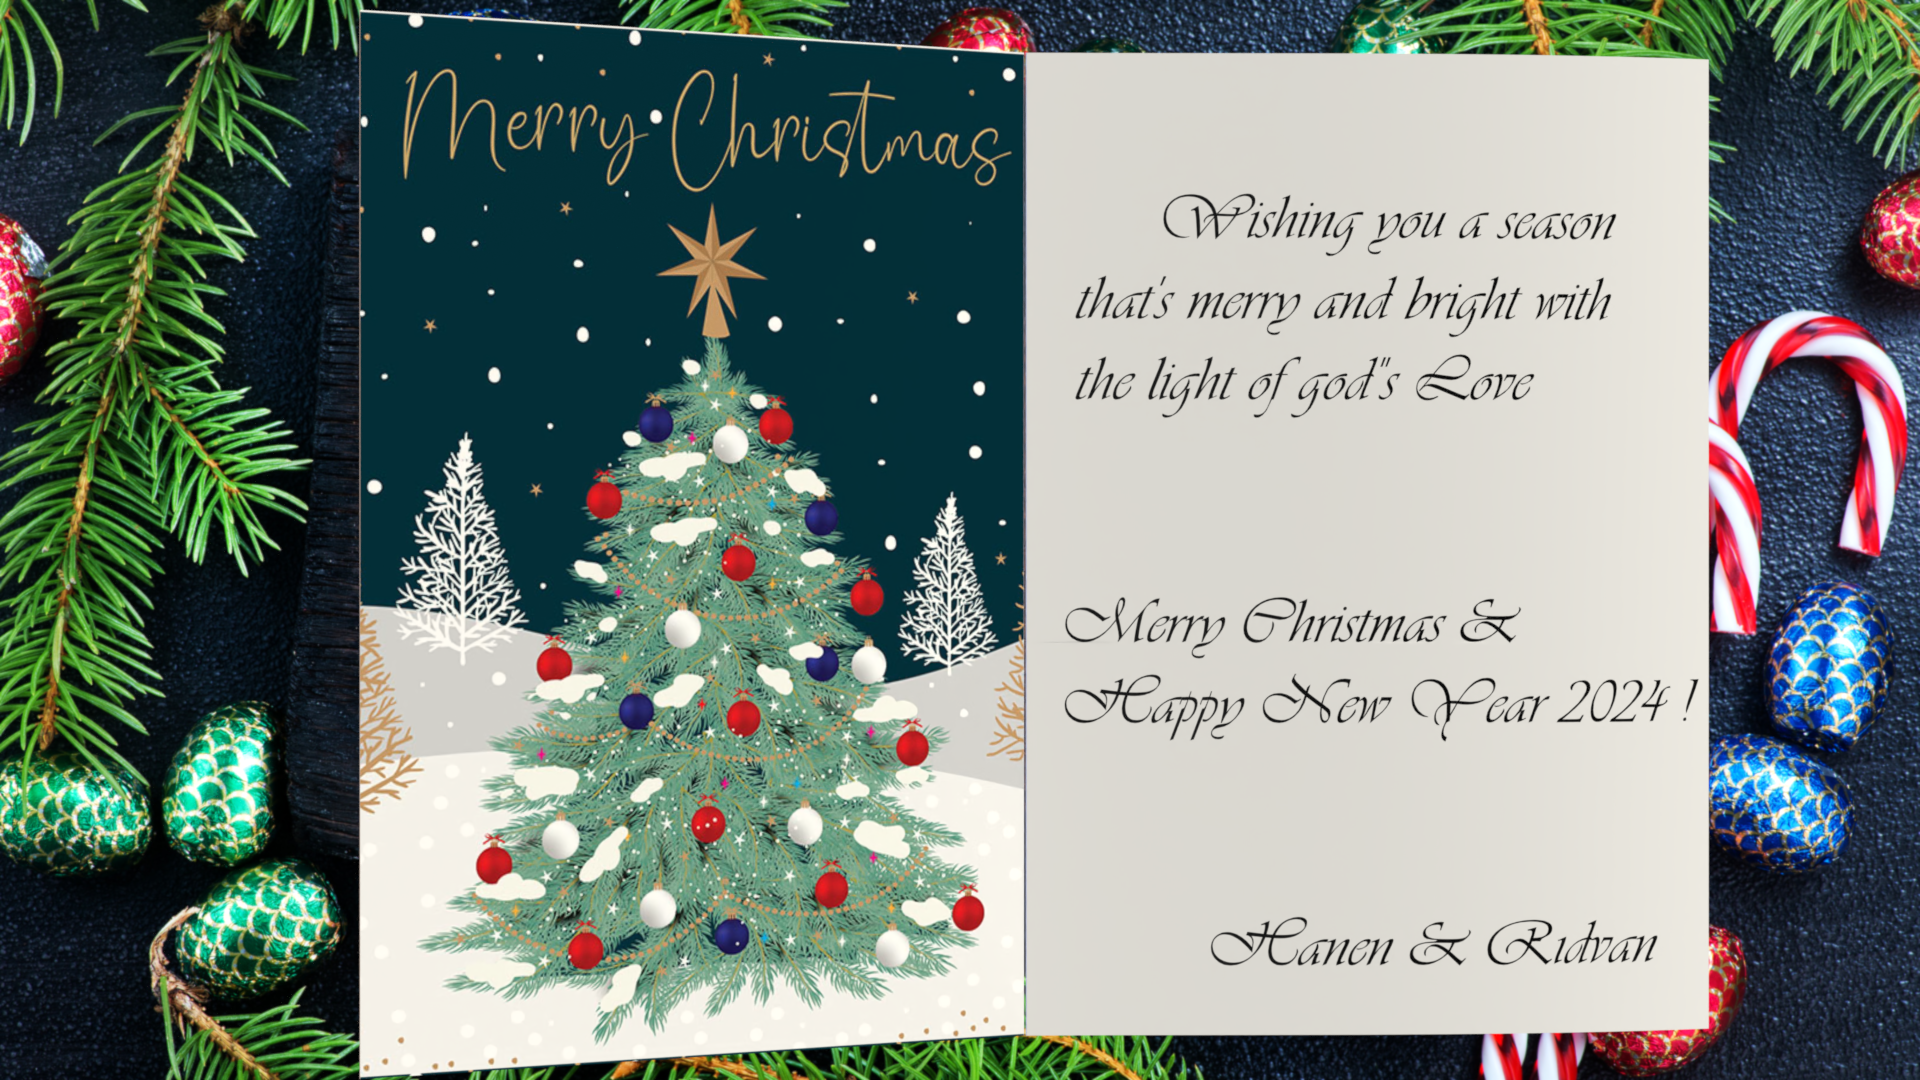 Merry Christmas
Wishing you a season
that's merry and bright with
the light of god"s Love
Merry Christmas &
Happy New Year 2024 !
Hanen & Rıdvan